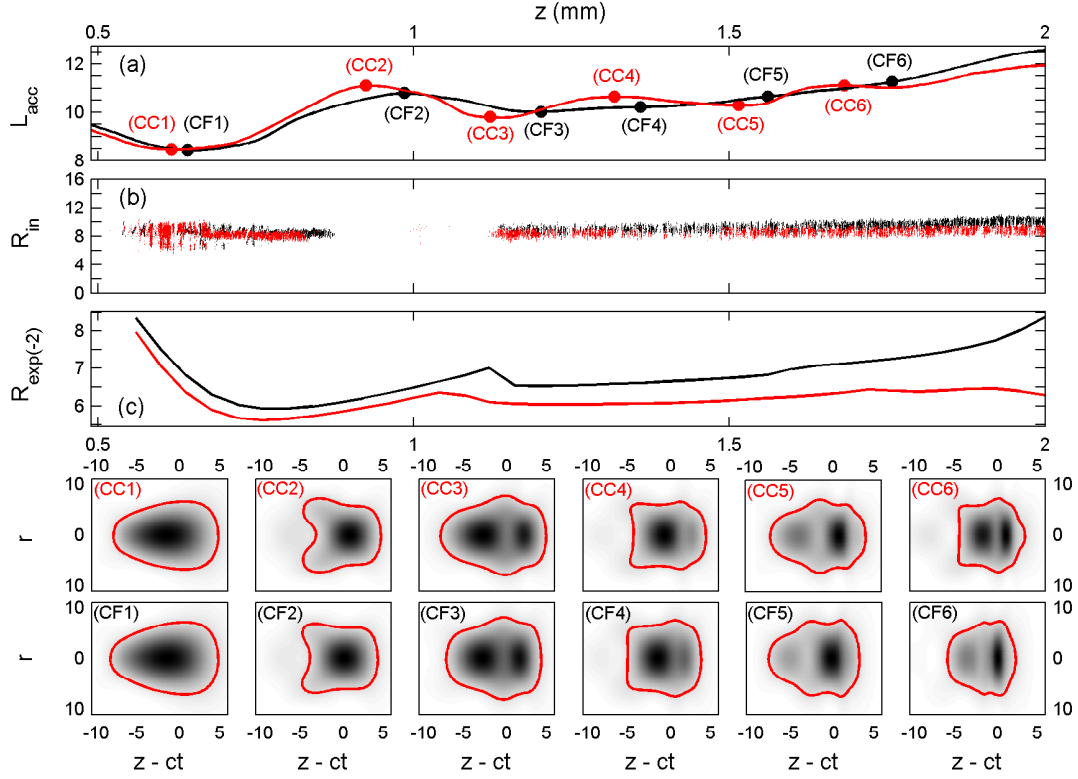 z (mm)
0.5 1 1.5 2
(a)
L_acc
12
10
8
(CC1) (CF1) (CC2) (CF2) (CC3) (CF3) (CC4) (CF4) (CC5) (CF5) (CC6) (CF6)
(b)
R_in
16
12
8
4
0
(c)
R_exp(-2)
8
7
6
0.5 1 1.5 2
-10 -5 0 5 -10 -5 0 5 -10 -5 0 5 -10 -5 0 5 -10 -5 0 5 -10 -5 0 5
10 (CC1) (CC2) (CC3) (CC4) (CC5) (CC6) 10
r 0 0
10 10
10 (CF1) (CF2) (CF3) (CF4) (CF5) (CF6) 10
r 0 0
10 10
-10 -5 0 5 -10 -5 0 5 -10 -5 0 5 -10 -5 0 5 -10 -5 0 5 -10 -5 0 5
z - ct z - ct z - ct z - ct z - ct z - ct